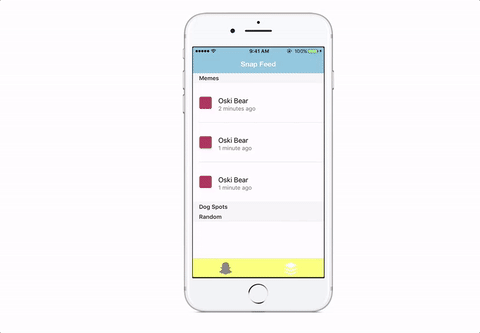 9:41 AM
100%
Snap Feed
Memes
Oski Bear
2 minutes ago
Oski Bear
1 minute ago
Oski Bear
1 minute ago
Dog Spots
Random